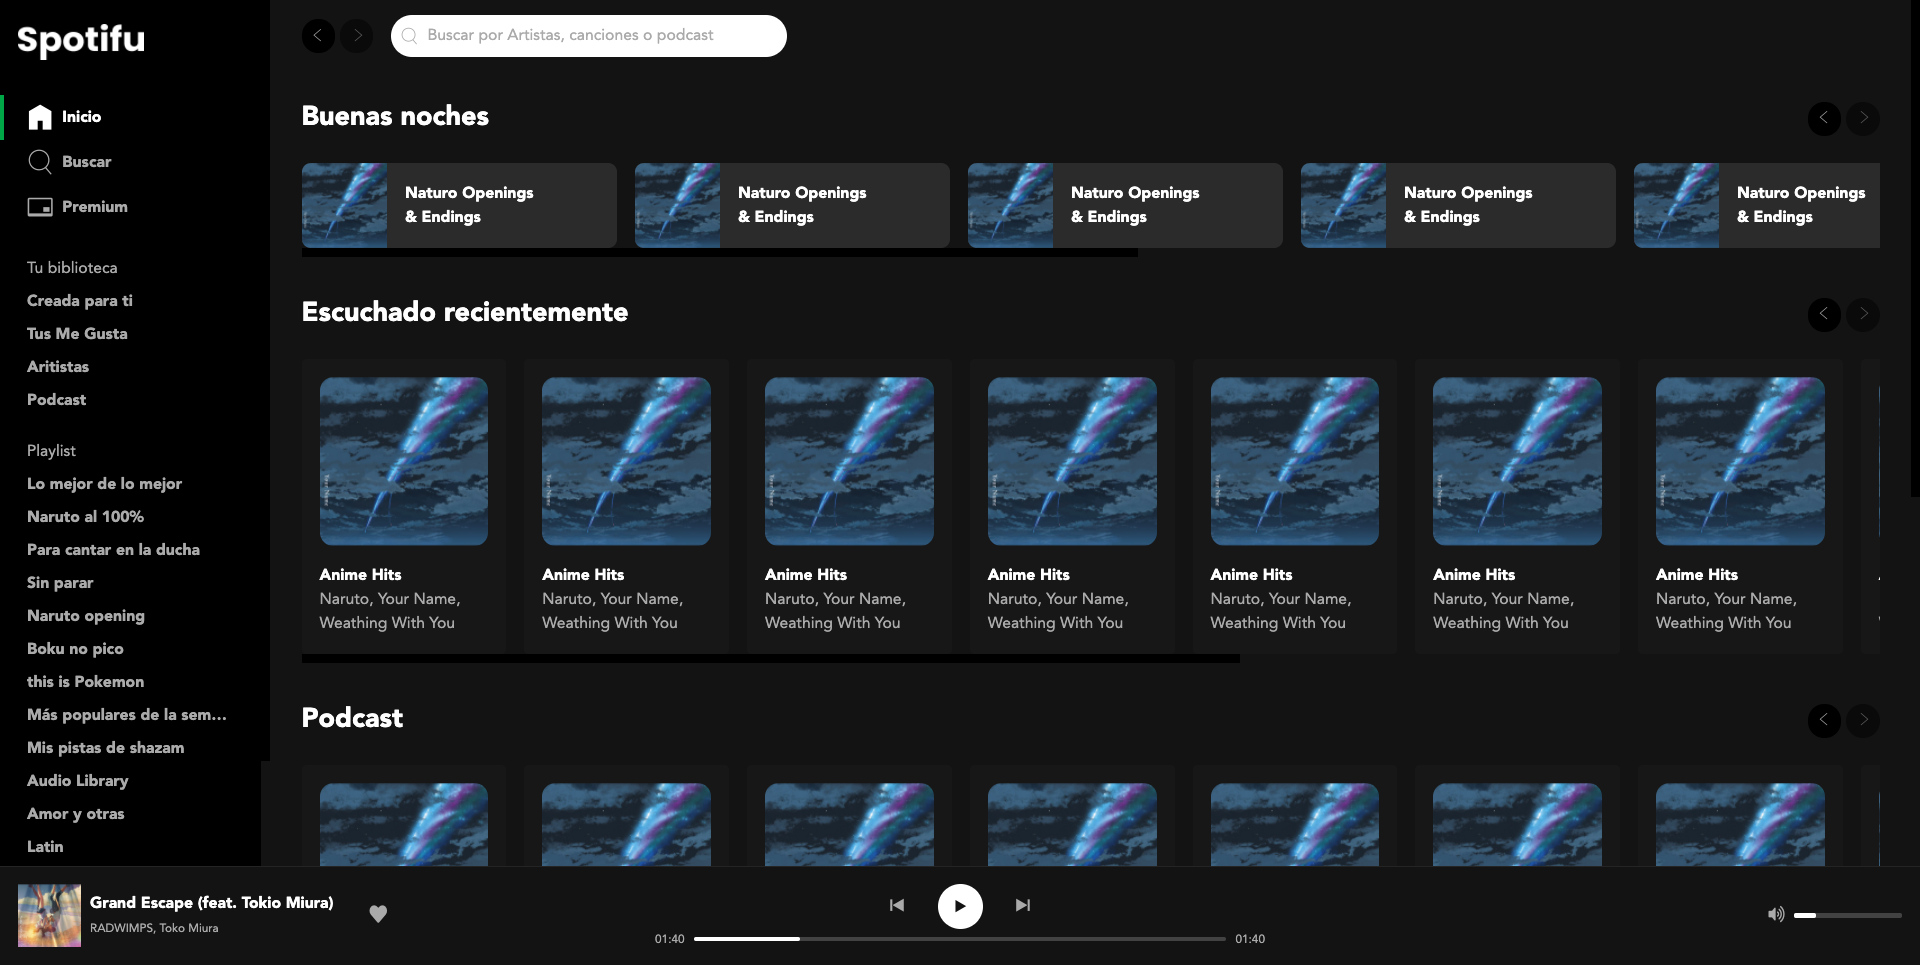 Spotifu
Inicio
Buscar
Premium
Tu biblioteca
Creada para ti
Tus Me Gusta
Aritistas
Podcast
Playlist
Lo mejor de lo mejor
Naruto al 100%
Para cantar en la ducha
Sin parar
Naruto opening
Boku no pico
this is Pokemon
Más populares de la sem...
Mis pistas de shazam
Audio Library
Amor y otras
Latin
Buscar por Artistas, canciones o podcast
Buenas noches
Naturo Openings
& Endings
Naturo Openings
& Endings
Naturo Openings
& Endings
Naturo Openings
& Endings
Naturo Openings
& Endings
Escuchado recientemente
Anime Hits
Naruto, Your Name,
Weathing With You
Anime Hits
Naruto, Your Name,
Weathing With You
Anime Hits
Naruto, Your Name,
Weathing With You
Anime Hits
Naruto, Your Name,
Weathing With You
Anime Hits
Naruto, Your Name,
Weathing With You
Anime Hits
Naruto, Your Name,
Weathing With You
Anime Hits
Naruto, Your Name,
Weathing With You
Podcast
Grand Escape (feat. Tokio Miura)
RADWIMPS, Toko Miura
01:40
01:40